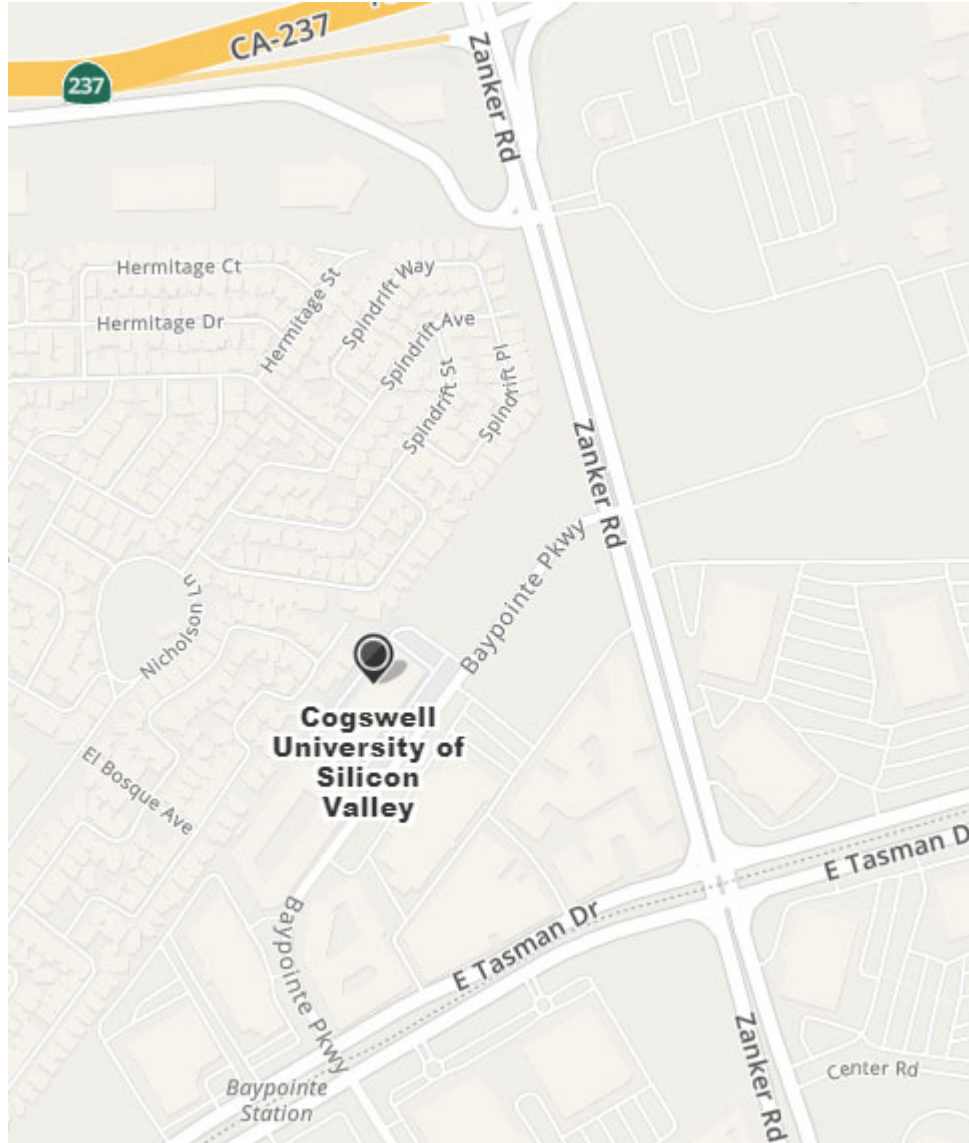 CA-237
237
Zanker Rd
Hermitage Ct
Hermitage St
Spindrift Way
Hermitage Dr
Spindrift Ave
Spindrift St
Spindrift Pl
Zanker Rd
Baypointe Pkwy
Nicholson Ln
Cogswell
University of
Silicon
Valley
El Bosque Ave
E Tasman D
Baypointe Pkwy
E Tasman Dr
Zanker Rd
Center Rd
Baypointe
Station